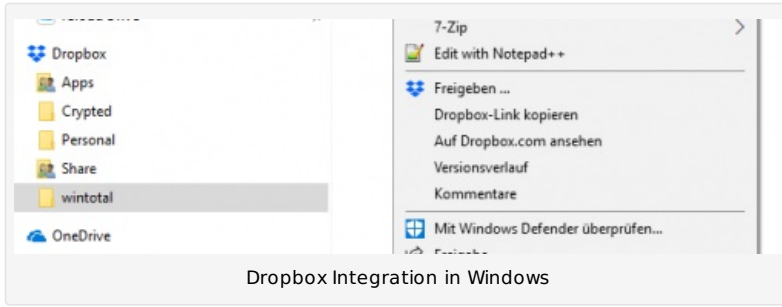 Dropbox
Apps
Crypted
Personal
Share
wintotal
OneDrive
7-Zip
Edit with Notepad++
Freigeben ...
Dropbox-Link kopieren
Auf Dropbox.com ansehen
Versionsverlauf
Kommentare
Mit Windows Defender überprüfen...
Dropbox Integration in Windows